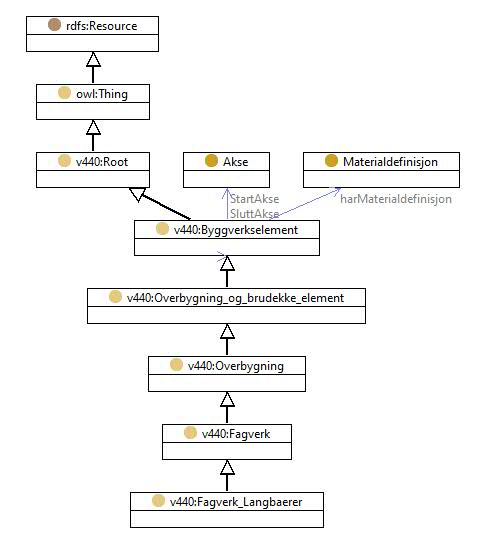 rdfs:Resource
owl:Thing
v440:Root
Akse
Materialdefinisjon
StartAkse
SluttAkse
harMaterialdefinisjon
v440:Byggverkselement
v440:Overbygning_og_brudekke_element
v440:Overbygning
v440:Fagverk
v440:Fagverk_Langbaerer